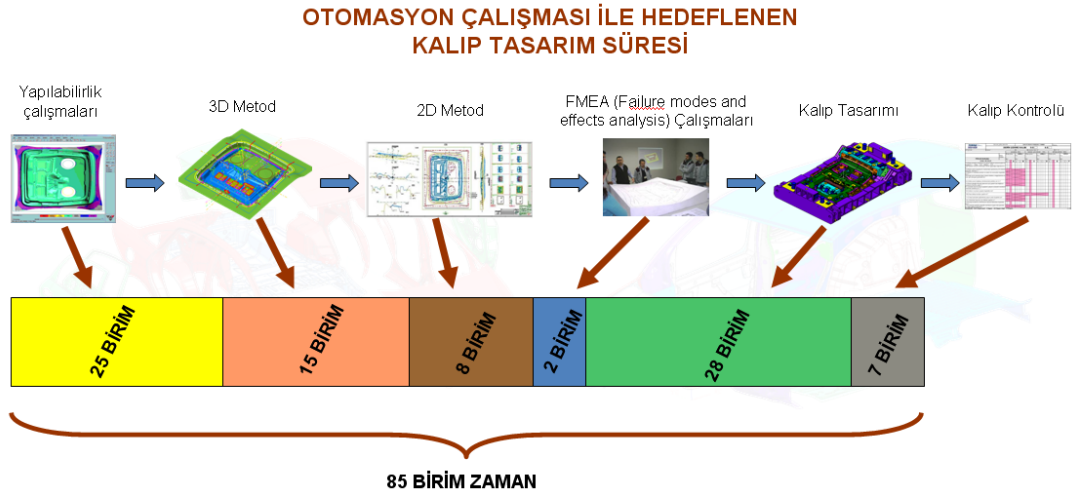 OTOMASYON ÇALIŞMASI İLE HEDEFLENEN
KALIP TASARIM SÜRESİ
Yapılabilirlik
çalışmaları
3D Metod
2D Metod
FMEA (Failure modes and
effects analysis) Çalışmaları
Kalıp Tasarımı
Kalıp Kontrolü
25 BİRİM
15 BİRİM
8 BİRİM
2 BİRİM
28 BİRİM
7 BİRİM
85 BİRİM ZAMAN